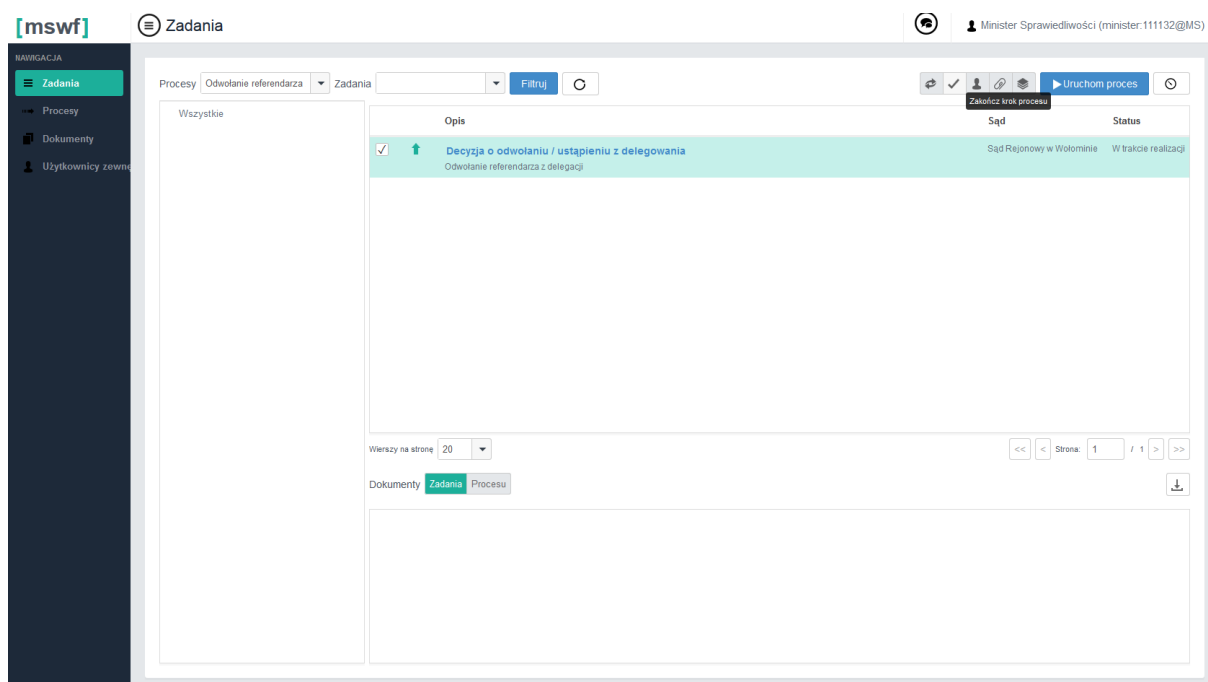 [mswf]
Zadania
Minister Sprawiedliwości (minister:111132@MS)
NAWIGACJA
Zadania
Procesy
Dokumenty
Użytkownicy zewnę
Procesy Odwołanie referendarza Zadania Filtruj Uruchom proces
Zakończ krok procesu
Wszystkie
Opis Sąd Status
Decyzja o odwołaniu / ustąpieniu z delegowania Sąd Rejonowy w Wołominie W trakcie realizacji
Odwołanie referendarza z delegacji
Wierszy na stronę 20 << < Strona: 1 / 1 > >>
Dokumenty Zadania Procesu